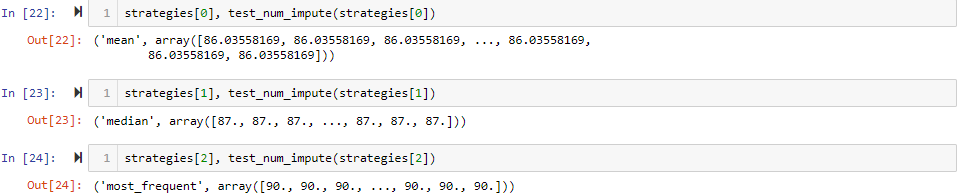 In [22]: 1 strategies[0], test_num_impute(strategies[0])
Out[22]: ('mean', array([86.03558169, 86.03558169, 86.03558169, ..., 86.03558169,
86.03558169, 86.03558169]))
In [23]: 1 strategies[1], test_num_impute(strategies[1])
Out[23]: ('median', array([87., 87., 87., ..., 87., 87., 87.]))
In [24]: 1 strategies[2], test_num_impute(strategies[2])
Out[24]: ('most_frequent', array([90., 90., 90., ..., 90., 90., 90.]))